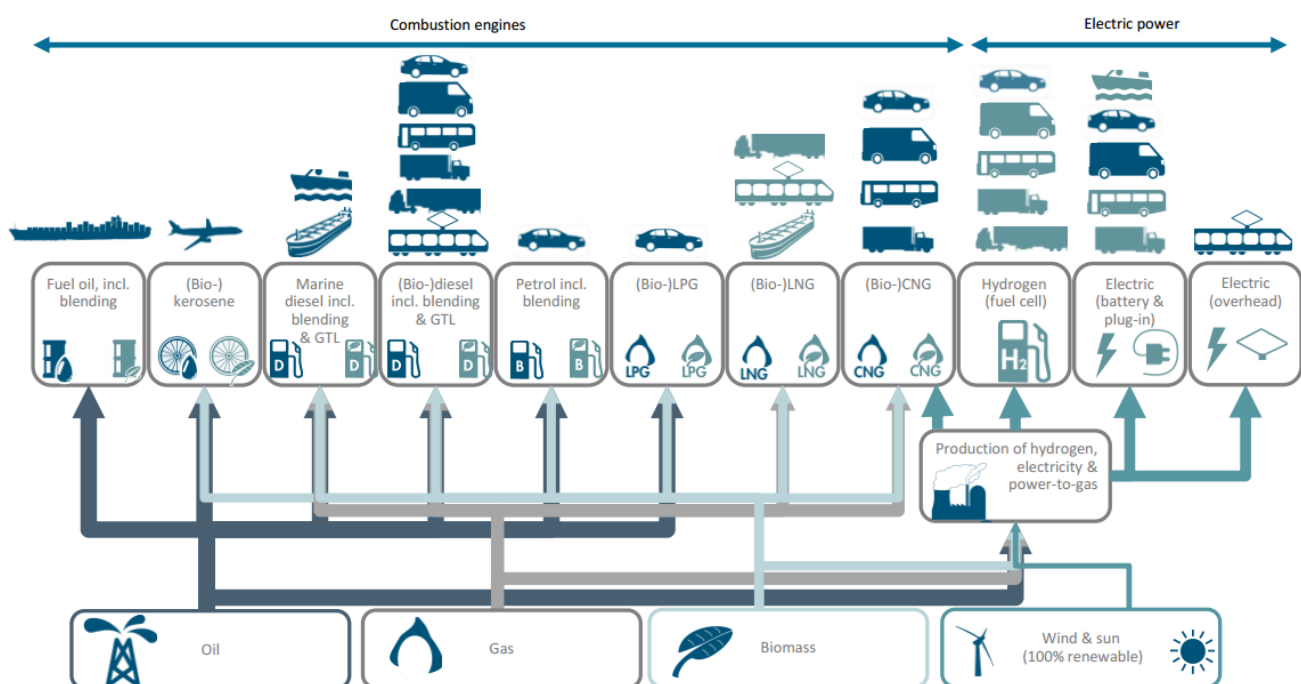 Combustion engines
Electric power
Fuel oil, incl.
blending
(Bio-)
kerosene
Marine
diesel incl.
blending
& GTL
D
D
(Bio-)diesel
incl. blending
& GTL
D
D
Petrol incl.
blending
B
B
(Bio-)LPG
LPG
LPG
(Bio-)LNG
LNG
LNG
(Bio-)CNG
CNG
CNG
Hydrogen
(fuel cell)
H2
Electric
(battery &
plug-in)
Electric
(overhead)
Production of hydrogen,
electricity &
power-to-gas
Oil
Gas
Biomass
Wind & sun
(100% renewable)